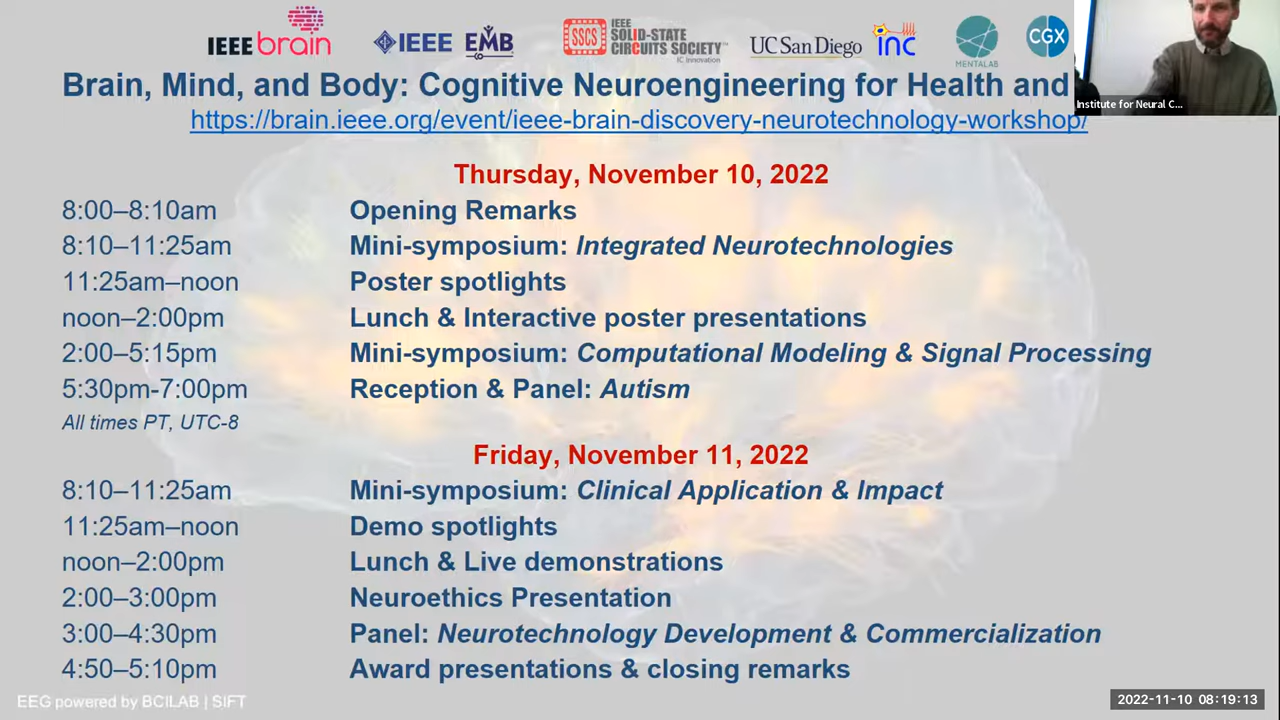 IEEE brain IEEE EMB SSCS IEEE SOLID-STATE CIRCUITS SOCIETY™ IC Innovation UC San Diego inc MENTALAB CGX
Brain, Mind, and Body: Cognitive Neuroengineering for Health and
Institute for Neural C...
https://brain.ieee.org/event/ieee-brain-discovery-neurotechnology-workshop/
Thursday, November 10, 2022
8:00–8:10am Opening Remarks
8:10–11:25am Mini-symposium: Integrated Neurotechnologies
11:25am–noon Poster spotlights
noon–2:00pm Lunch & Interactive poster presentations
2:00–5:15pm Mini-symposium: Computational Modeling & Signal Processing
5:30pm-7:00pm Reception & Panel: Autism
All times PT, UTC-8
Friday, November 11, 2022
8:10–11:25am Mini-symposium: Clinical Application & Impact
11:25am–noon Demo spotlights
noon–2:00pm Lunch & Live demonstrations
2:00–3:00pm Neuroethics Presentation
3:00–4:30pm Panel: Neurotechnology Development & Commercialization
4:50–5:10pm Award presentations & closing remarks
EEG powered by BCILAB | SIFT
2022-11-10 08:19:13